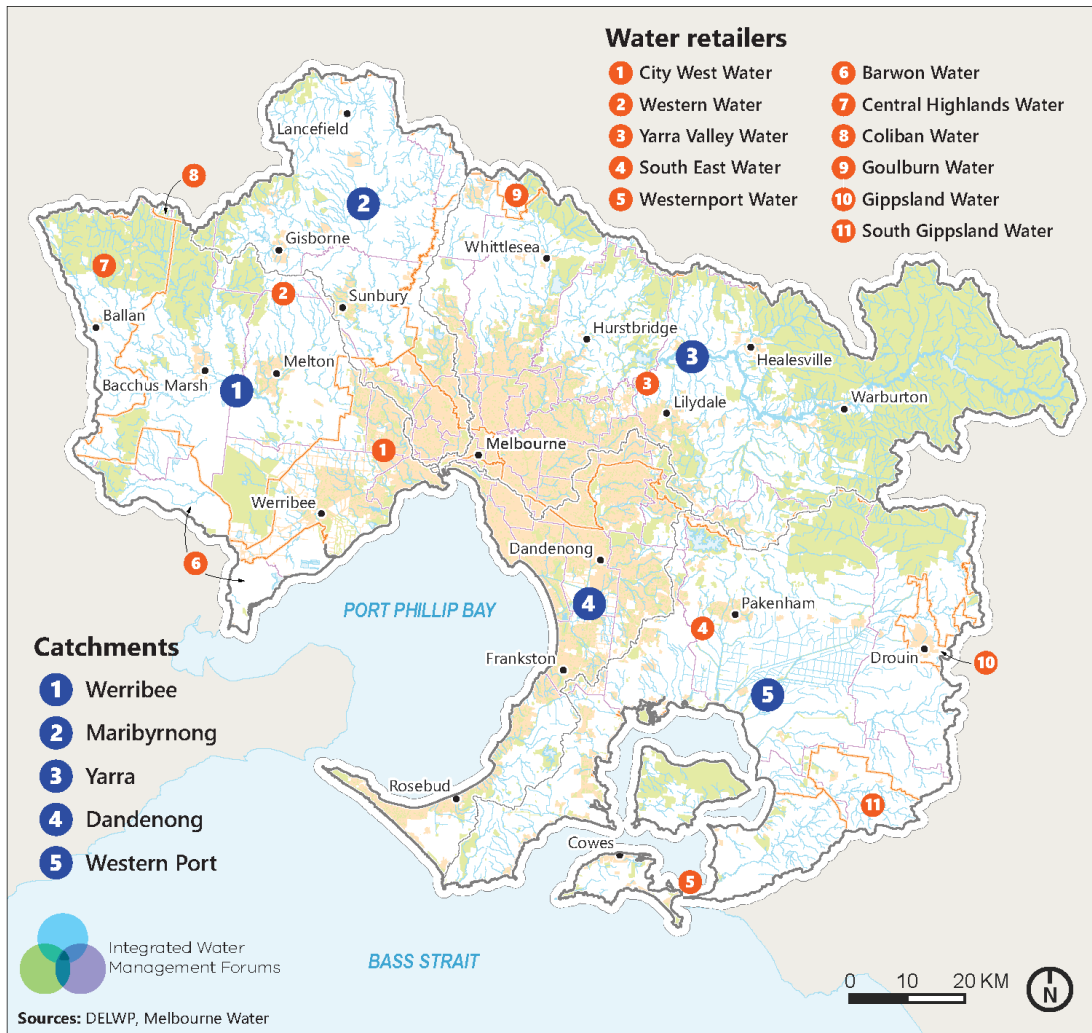 Water retailers
1 City West Water
2 Western Water
3 Yarra Valley Water
4 South East Water
5 Westernport Water
6 Barwon Water
7 Central Highlands Water
8 Coliban Water
9 Goulburn Water
10 Gippsland Water
11 South Gippsland Water
Lancefield
8
2
9
Gisborne
Whittlesea
7
2
Sunbury
Ballan
Hurstbridge
3
Healesville
Bacchus Marsh
1
Melton
3
Lilydale
Warburton
1
Melbourne
Werribee
6
Dandenong
PORT PHILLIP BAY
4
Pakenham
4
Drouin
10
Frankston
5
Rosebud
11
Cowes
5
BASS STRAIT
Catchments
1 Werribee
2 Maribyrnong
3 Yarra
4 Dandenong
5 Western Port
Integrated Water
Management Forums
0 10 20 KM
N
Sources: DELWP, Melbourne Water